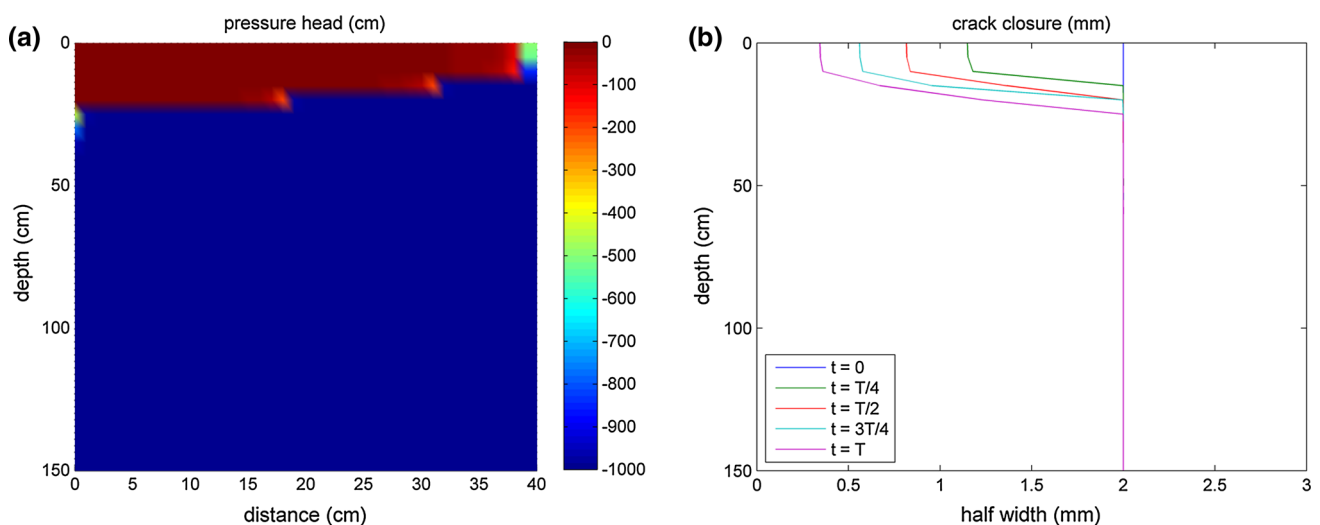 (a)
pressure head (cm)
0
50
100
150
depth (cm)
0
5
10
15
20
25
30
35
40
distance (cm)
0
-100
-200
-300
-400
-500
-600
-700
-800
-900
-1000
(b)
crack closure (mm)
0
50
100
150
depth (cm)
t = 0
t = T/4
t = T/2
t = 3T/4
t = T
0
0.5
1
1.5
2
2.5
3
half width (mm)